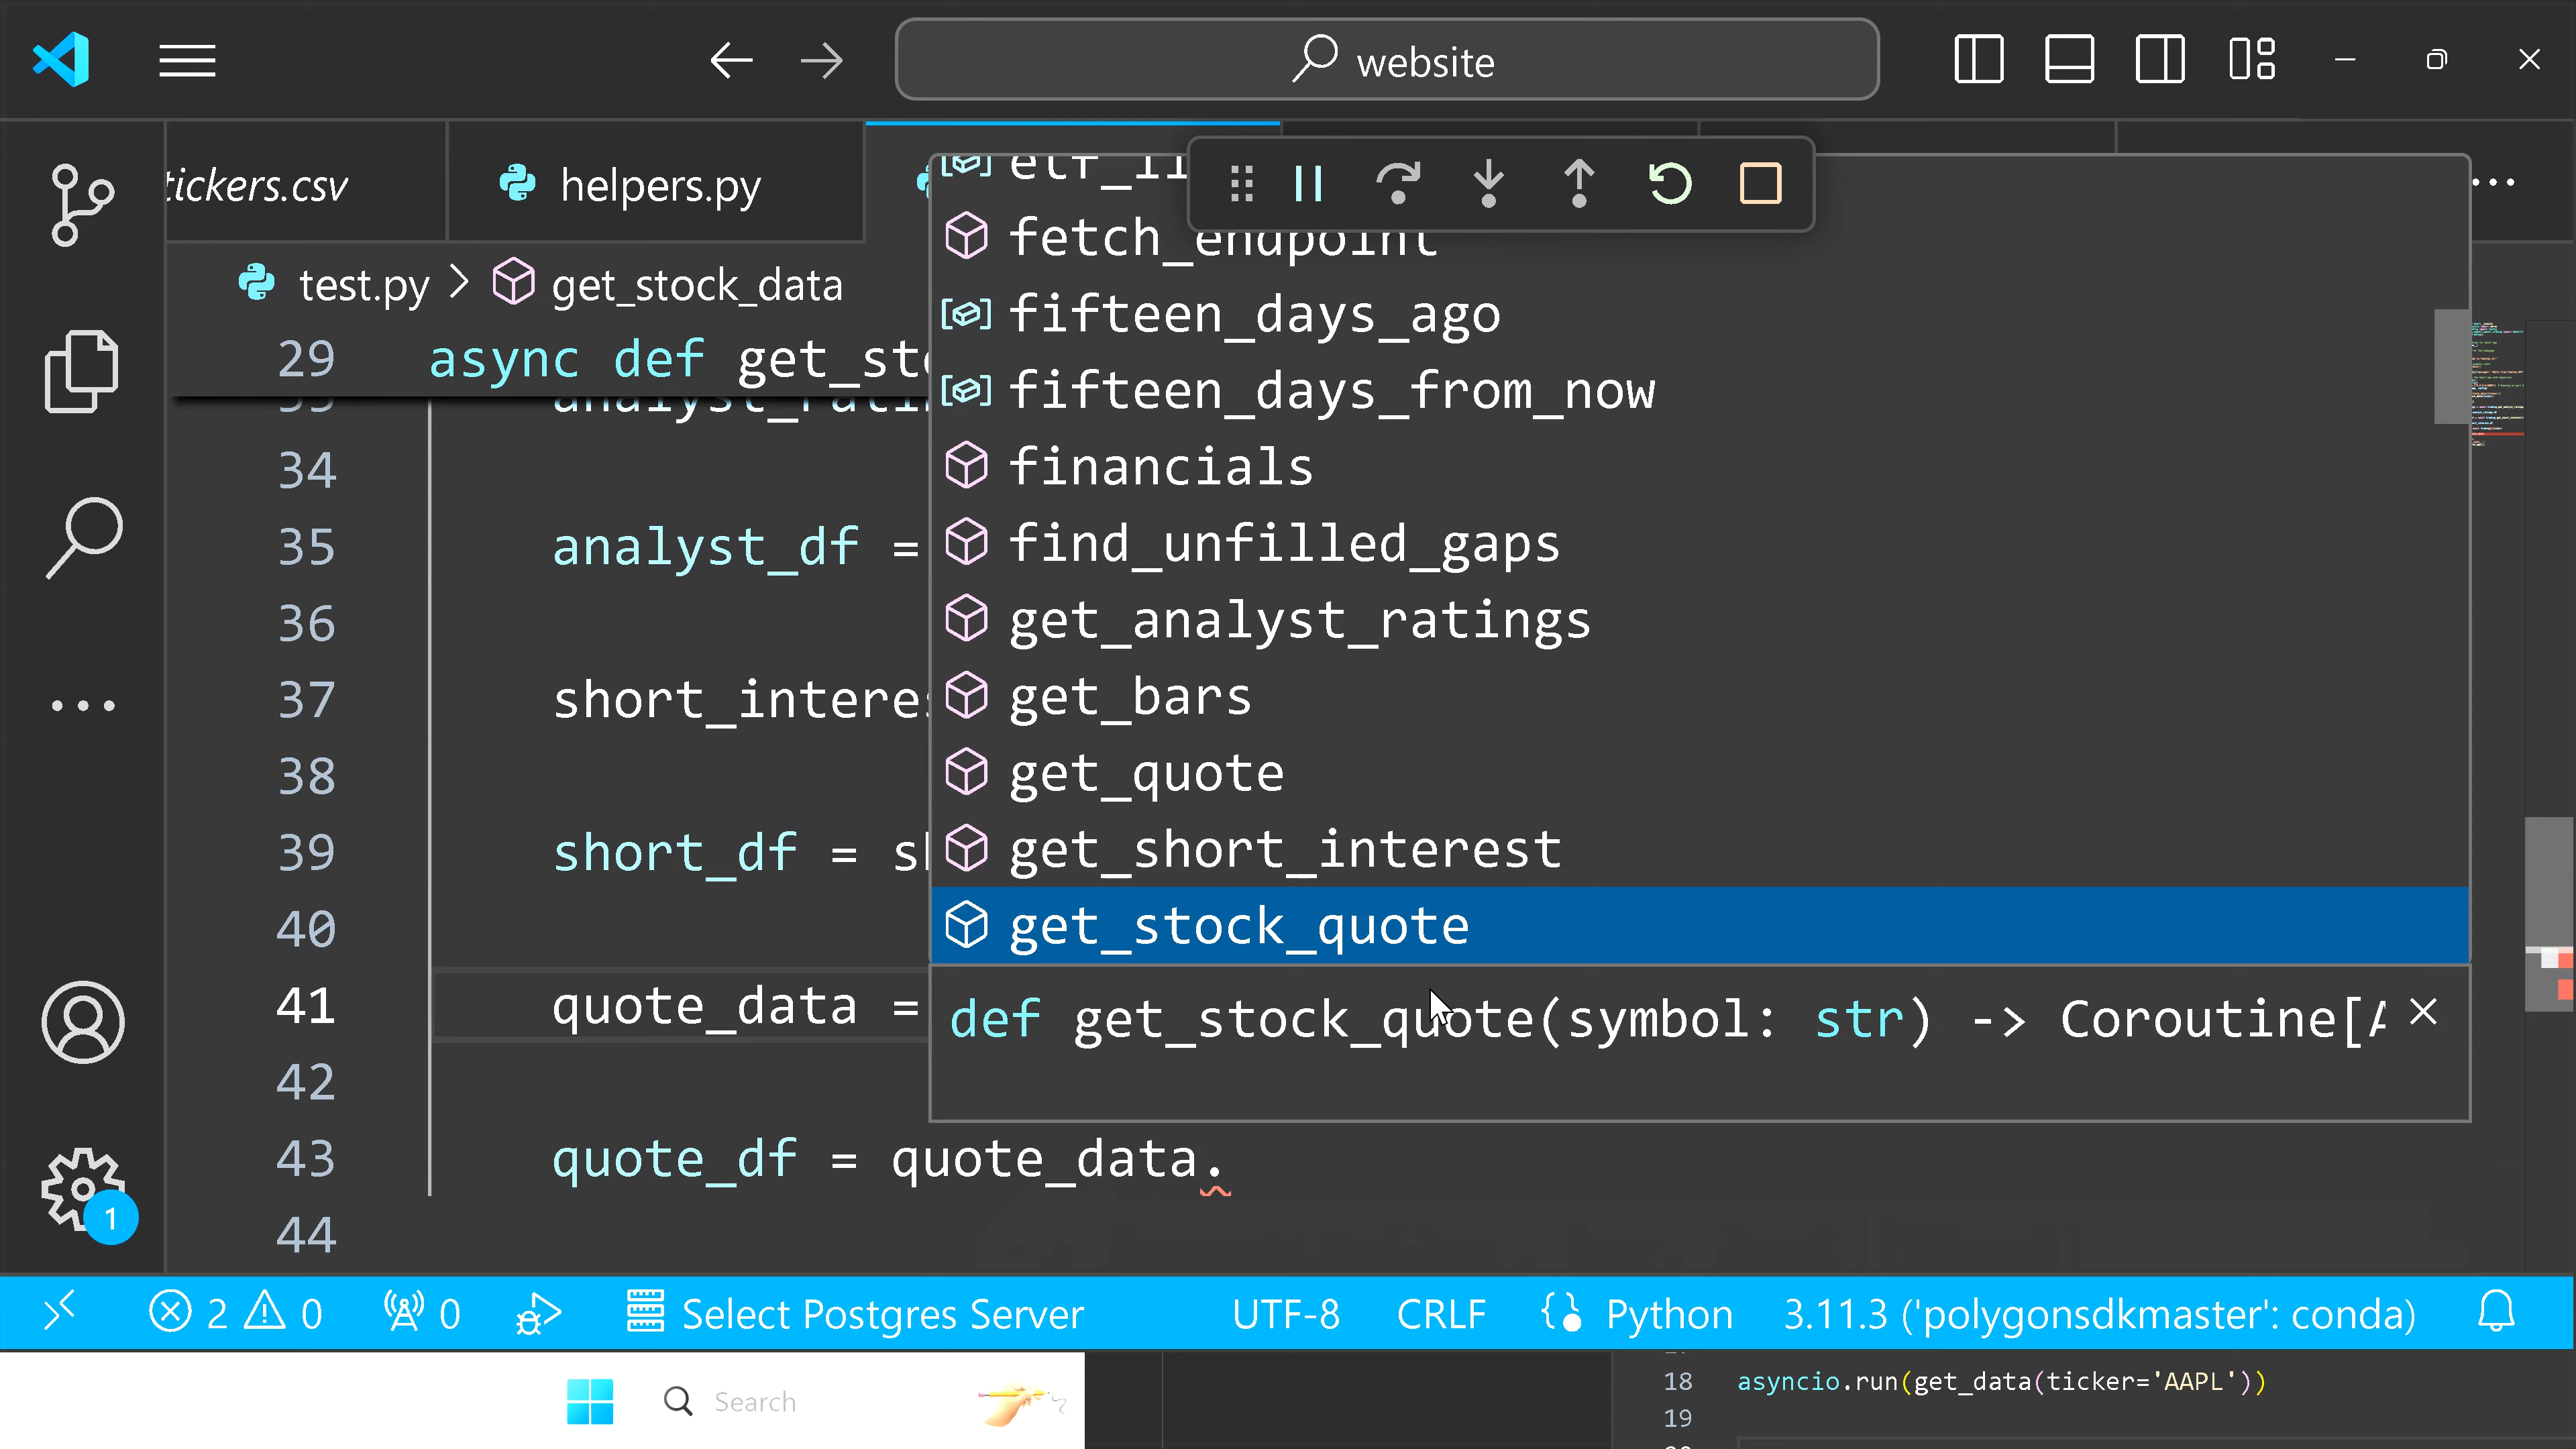 website
tickers.csv
helpers.py
test.py > get_stock_data
29 async def get_sto
fetch_endpoint
fifteen_days_ago
fifteen_days_from_now
financials
find_unfilled_gaps
get_analyst_ratings
get_bars
get_quote
get_short_interest
get_stock_quote
def get_stock_quote(symbol: str) -> Coroutine[A
34
35 analyst_df =
36
37 short_interes
38
39 short_df = sh
40
41 quote_data =
42
43 quote_df = quote_data.
44
1
2 0 0 Select Postgres Server UTF-8 CRLF Python 3.11.3 ('polygonsdkmaster': conda)
Search
18 asyncio.run(get_data(ticker='AAPL'))
19